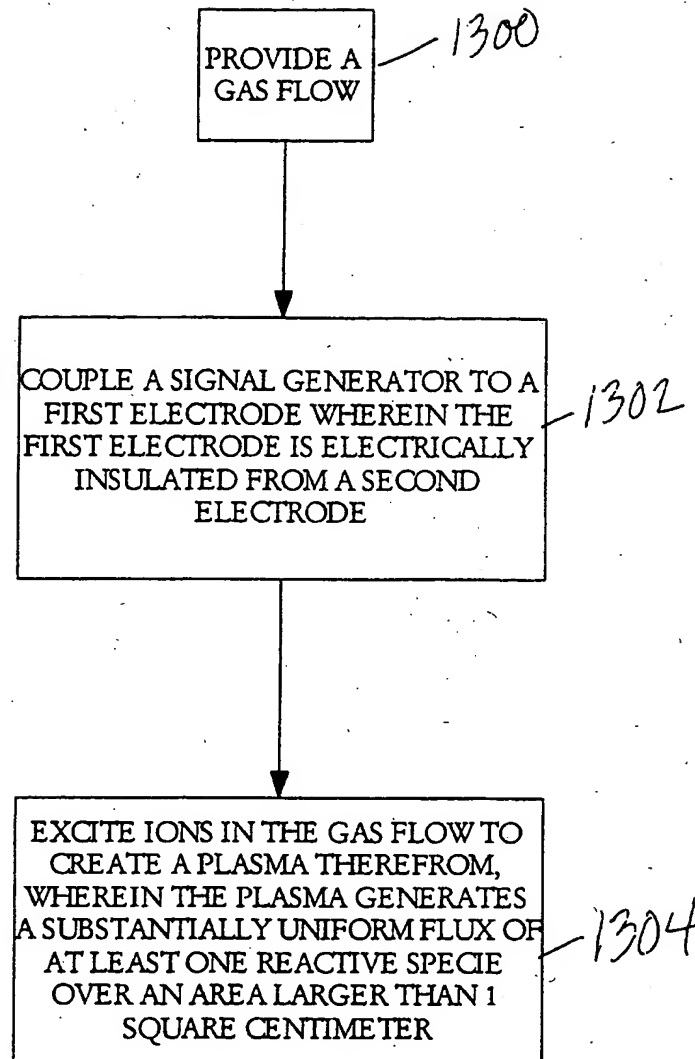 PROVIDE A
GAS FLOW
1300
COUPLE A SIGNAL GENERATOR TO A
FIRST ELECTRODE WHEREIN THE
FIRST ELECTRODE IS ELECTRICALLY
INSULATED FROM A SECOND
ELECTRODE
1302
EXCITE IONS IN THE GAS FLOW TO
CREATE A PLASMA THEREFROM,
WHEREIN THE PLASMA GENERATES
A SUBSTANTIALLY UNIFORM FLUX OF
AT LEAST ONE REACTIVE SPECIE
OVER AN AREA LARGER THAN 1
SQUARE CENTIMETER
1304